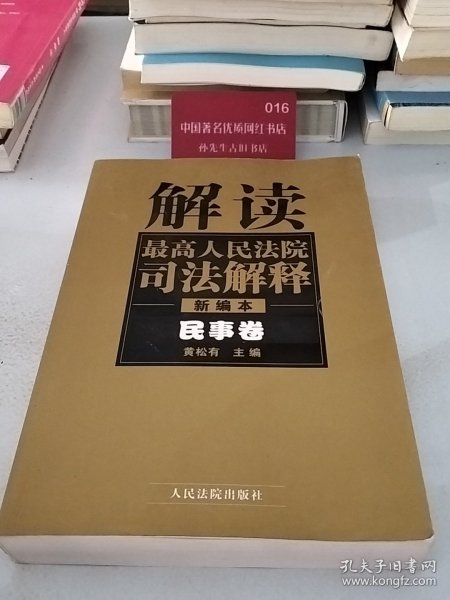 016
中国著名优质网红书店
孙先生古旧书店
解读
最高人民法院
司法解释
新编本
民事卷
黄松有 主编
人民法院出版社
孔夫子旧书网
www.kongfz.com